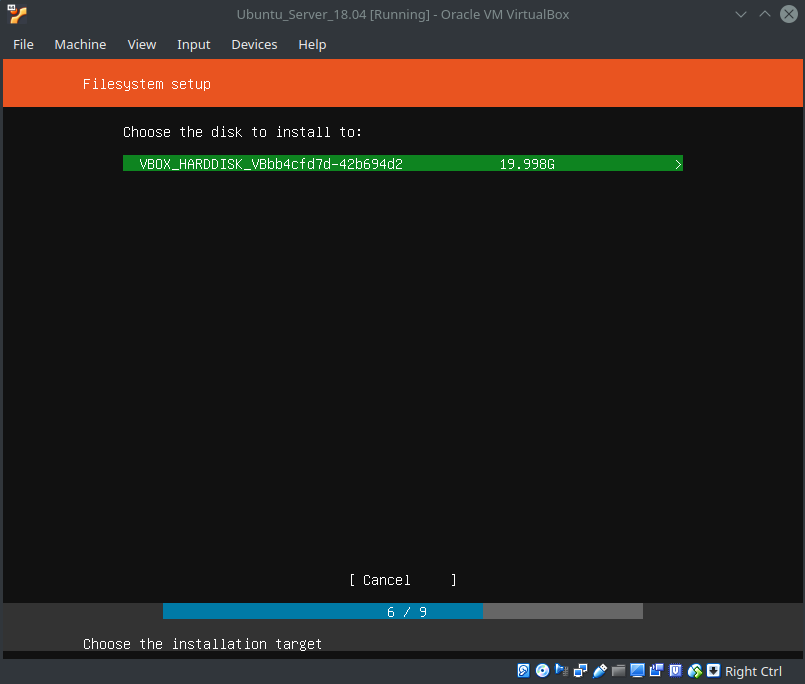 Ubuntu_Server_18.04 [Running] - Oracle VM VirtualBox
File Machine View Input Devices Help
Filesystem setup
Choose the disk to install to:
VBOX_HARDDISK_VBbb4cfd7d-42b694d2 19.998G >
[ Cancel ]
6 / 9
Choose the installation target
Right Ctrl